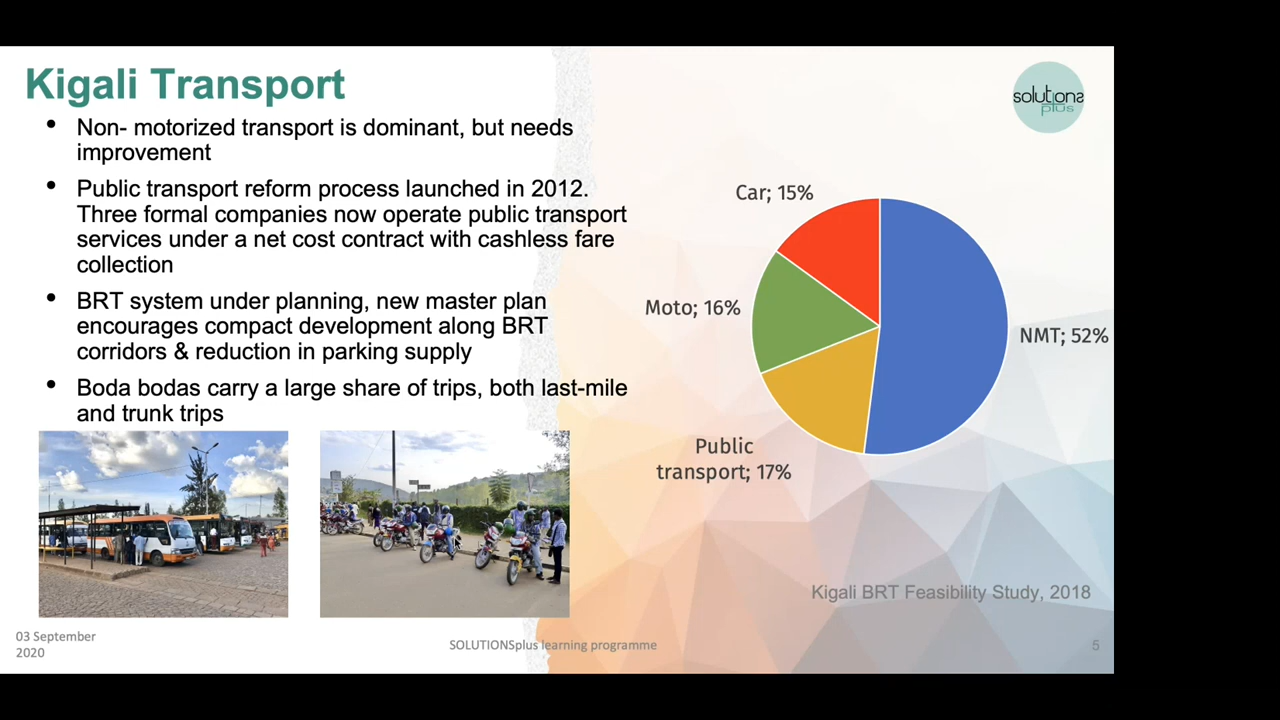 Kigali Transport
solutions
plus
• Non- motorized transport is dominant, but needs
improvement
• Public transport reform process launched in 2012.
Three formal companies now operate public transport
services under a net cost contract with cashless fare
collection
• BRT system under planning, new master plan
encourages compact development along BRT
corridors & reduction in parking supply
• Boda bodas carry a large share of trips, both last-mile
and trunk trips
Car; 15%
Moto; 16%
NMT; 52%
Public
transport; 17%
Kigali BRT Feasibility Study, 2018
03 September
2020
SOLUTIONSplus learning programme
5